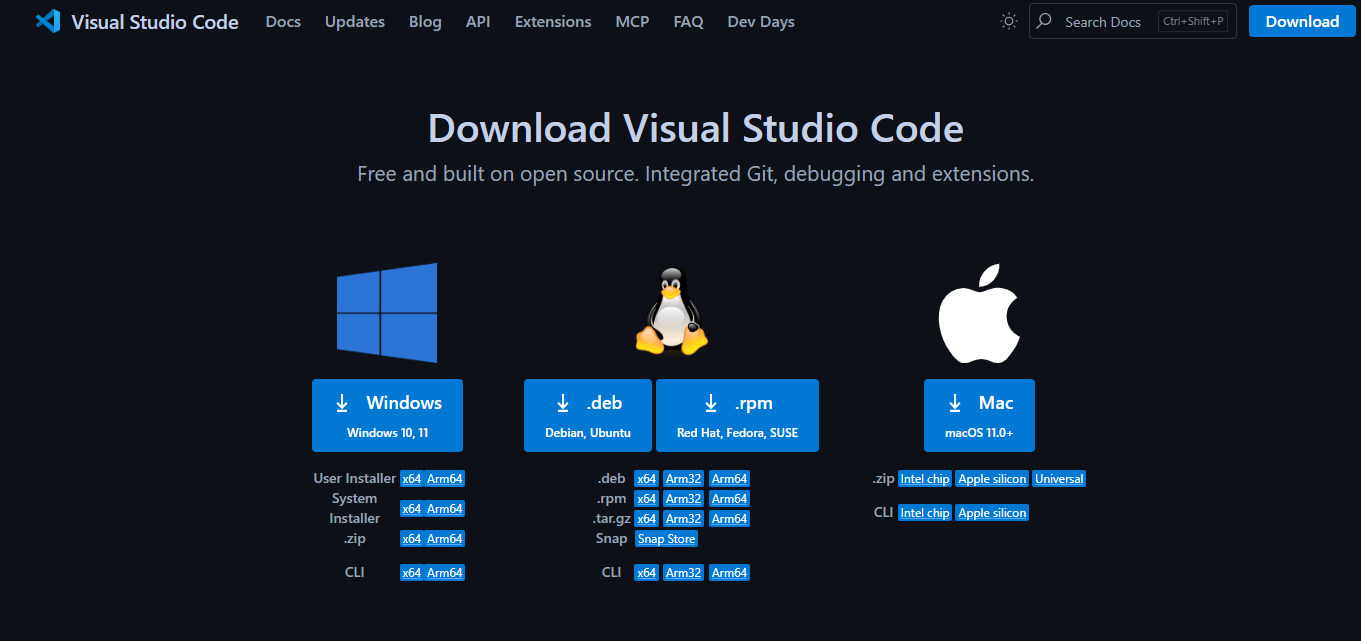 Visual Studio Code Docs Updates Blog API Extensions MCP FAQ Dev Days Search Docs Ctrl+Shift+P Download
Download Visual Studio Code
Free and built on open source. Integrated Git, debugging and extensions.
Windows
Windows 10, 11
.deb
Debian, Ubuntu
.rpm
Red Hat, Fedora, SUSE
Mac
macOS 11.0+
User Installer x64 Arm64
System
Installer x64 Arm64
.zip x64 Arm64
CLI x64 Arm64
.deb x64 Arm32 Arm64
.rpm x64 Arm32 Arm64
.tar.gz x64 Arm32 Arm64
Snap Snap Store
CLI x64 Arm32 Arm64
.zip Intel chip Apple silicon Universal
CLI Intel chip Apple silicon